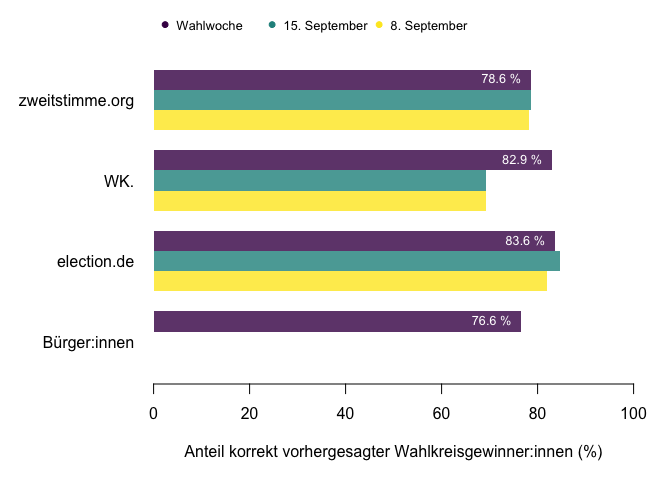 Wahlwoche 15. September 8. September
zweitstimme.org 78.6 %
WK. 82.9 %
election.de 83.6 %
Bürger:innen 76.6 %
0 20 40 60 80 100
Anteil korrekt vorhergesagter Wahlkreisgewinner:innen (%)